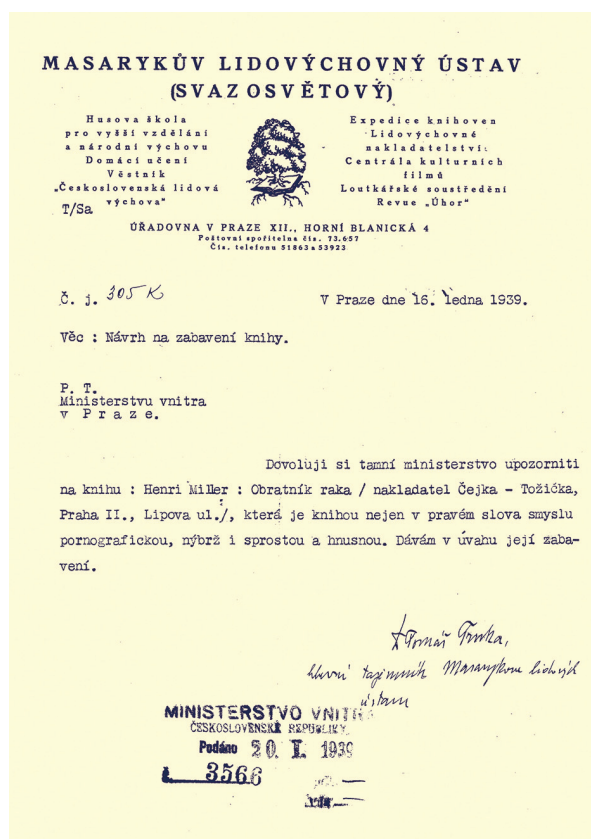 MASARYKŮV LIDOVÝCHOVNÝ ÚSTAV
(SVAZ OSVĚTOVÝ)
Husova škola
pro vyšší vzdělání
a národní výchovu
Domácí učení
Věstník
„Československá lidová
výchova"
T/Sa
Expedice knihoven
Lidovýchovné
nakladatelství:
Centrála kulturních
filmů
Loutkářské soustředění
Revue „Úhor"
ÚŘADOVNA V PRAZE XII., HORNÍ BLANICKÁ 4
Poštovní spořitelna čís. 73.657
Čís. telefonu 51863 a 53923
Č. j. 305 K
V Praze dne 16. ledna 1939.
Věc : Návrh na zabavení knihy.
P. T.
Ministerstvu vnitra
v P r a z e.
Dovoluji si tamní ministerstvo upozorniti
na knihu : Henri Miller : Obratník raka / nakladatel Čejka - Tožička,
Praha II., Lipova ul./, která je knihou nejen v pravém slova smyslu
pornografickou, nýbrž i sprostou a hnusnou. Dávám v úvahu její zaba-
vení.
Tomáš Trnka,
hlavní tajemník Masarykova lidových
ústavu
MINISTERSTVO VNITRA
ČESKOSLOVENSKÉ REPUBLIKY
Podáno 20. I. 1939
č. 3566